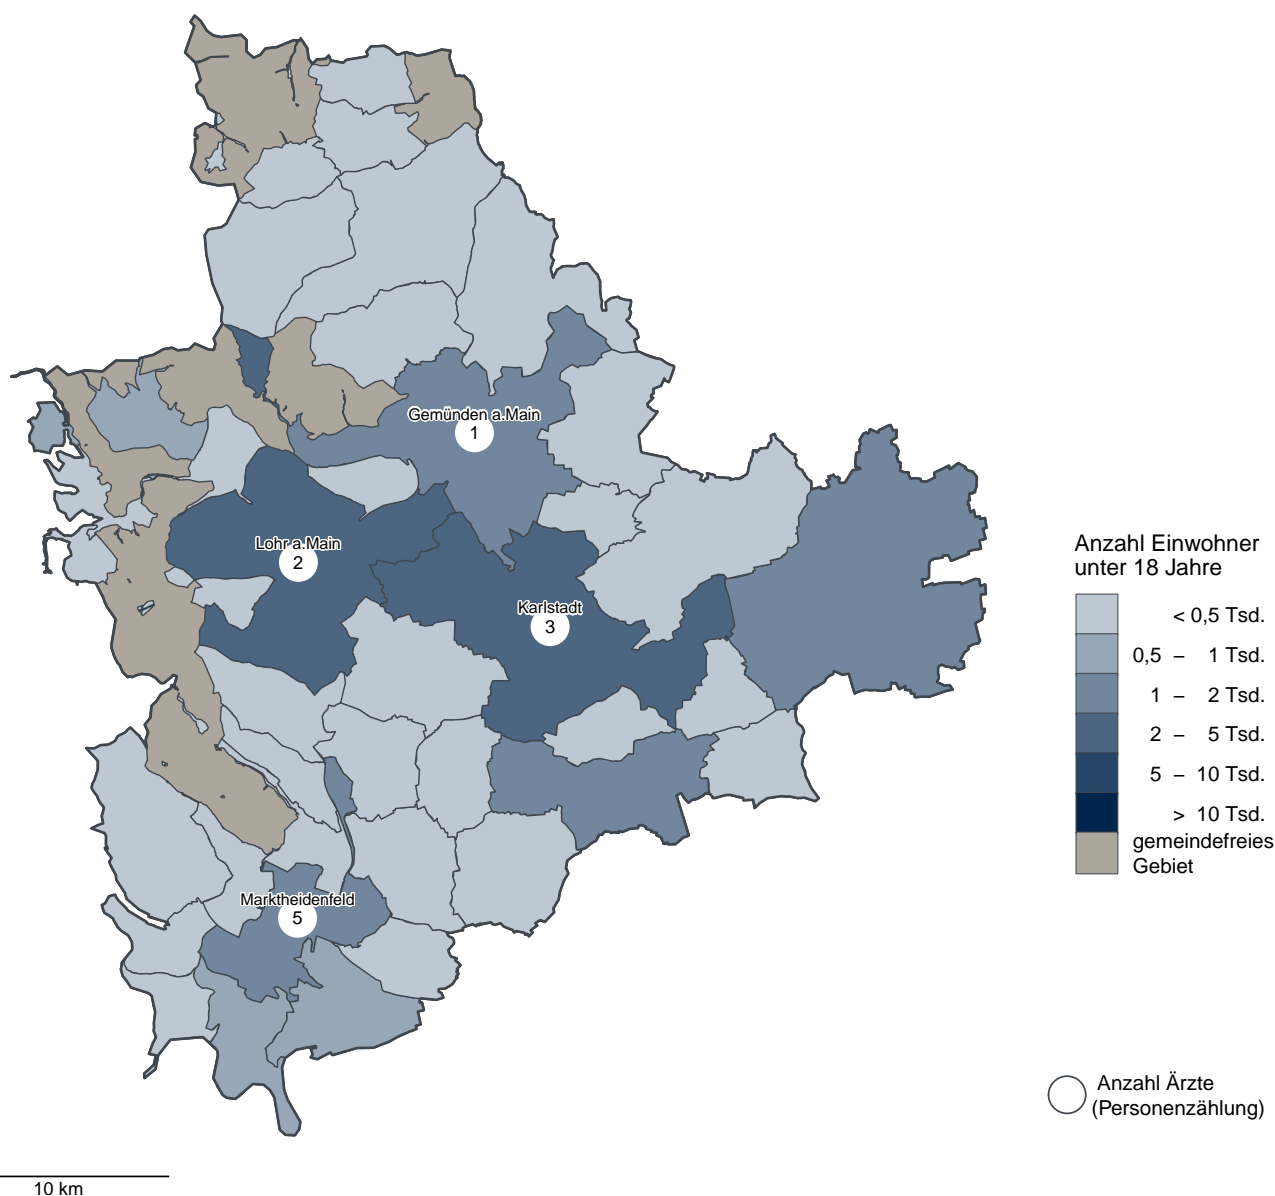 Gemünden a.Main
1
Lohr a.Main
2
Karlstadt
3
Marktheidenfeld
5
Anzahl Einwohner
unter 18 Jahre
< 0,5 Tsd.
0,5 – 1 Tsd.
1 – 2 Tsd.
2 – 5 Tsd.
5 – 10 Tsd.
> 10 Tsd.
gemeindefreies
Gebiet
Anzahl Ärzte
(Personenzählung)
10 km